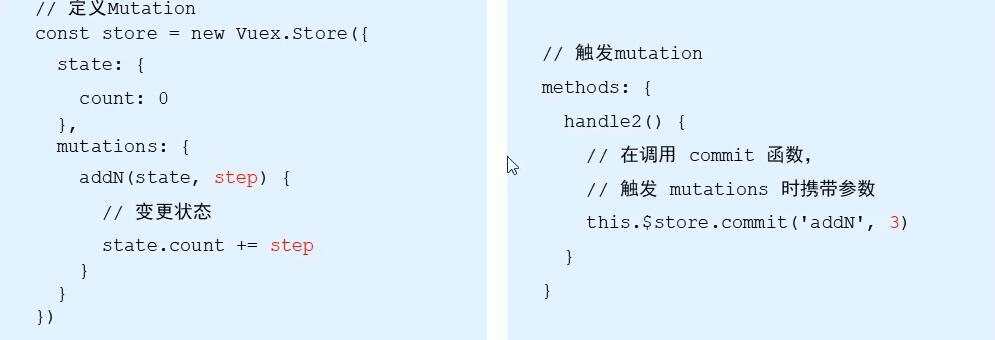 // 定义Mutation
const store = new Vuex.Store({
  state: {
    count: 0
  },
  mutations: {
    addN(state, step) {
      // 变更状态
      state.count += step
    }
  }
})
// 触发mutation
methods: {
  handle2() {
    // 在调用 commit 函数,
    // 触发 mutations 时携带参数
    this.$store.commit('addN', 3)
  }
}